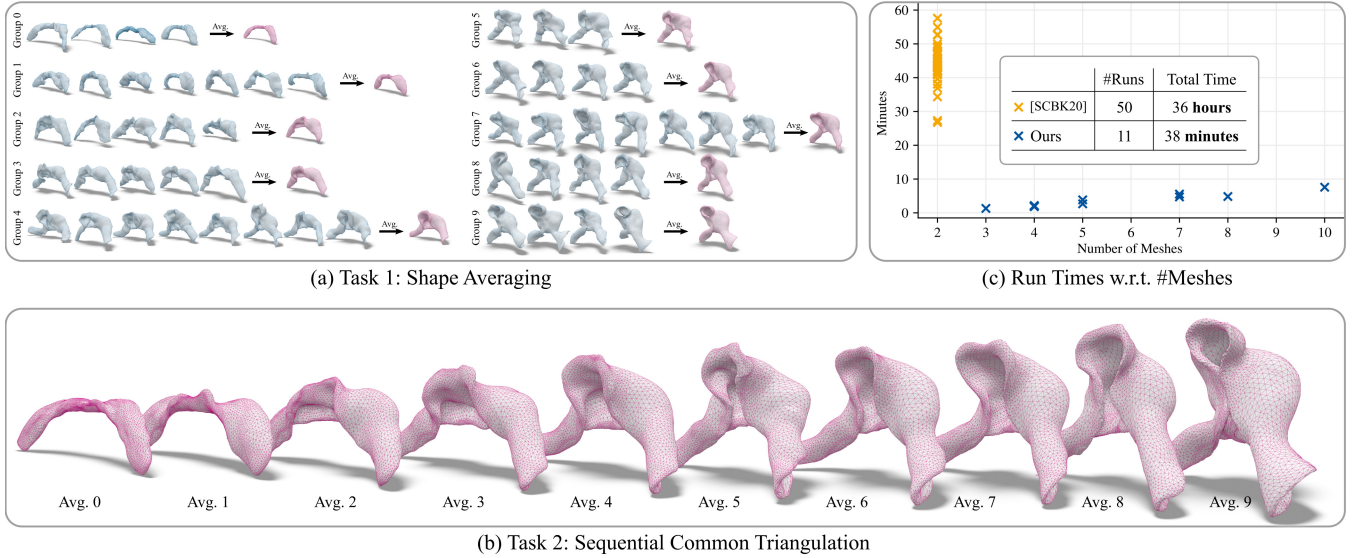 Group 0
Avg.
Group 1
Avg.
Group 2
Avg.
Group 3
Avg.
Group 4
Avg.
Group 5
Avg.
Group 6
Avg.
Group 7
Avg.
Group 8
Avg.
Group 9
Avg.
(a) Task 1: Shape Averaging
Minutes
60
50
40
30
20
10
0
#Runs Total Time
[SCBK20] 50 36 hours
Ours 11 38 minutes
2 3 4 5 6 7 8 9 10
Number of Meshes
(c) Run Times w.r.t. #Meshes
Avg. 0 Avg. 1 Avg. 2 Avg. 3 Avg. 4 Avg. 5 Avg. 6 Avg. 7 Avg. 8 Avg. 9
(b) Task 2: Sequential Common Triangulation